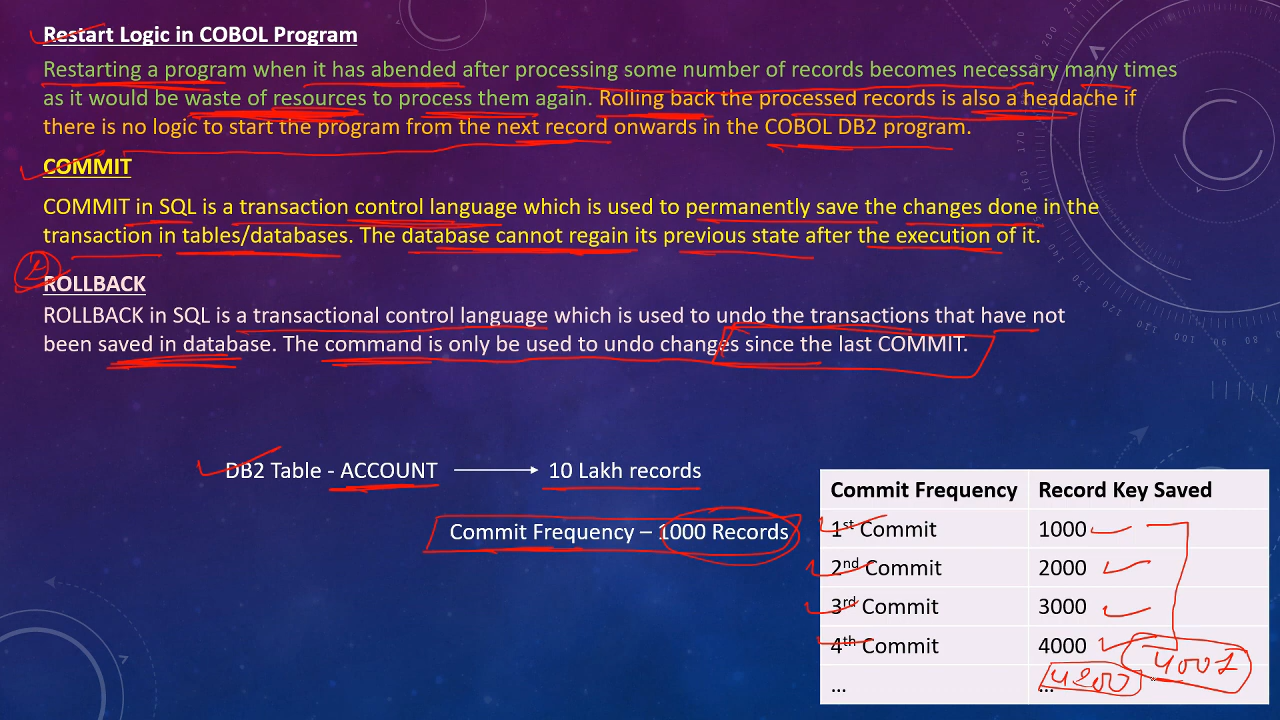 Restart Logic in COBOL Program
Restarting a program when it has abended after processing some number of records becomes necessary many times
as it would be waste of resources to process them again. Rolling back the processed records is also a headache if
there is no logic to start the program from the next record onwards in the COBOL DB2 program.
COMMIT
COMMIT in SQL is a transaction control language which is used to permanently save the changes done in the
transaction in tables/databases. The database cannot regain its previous state after the execution of it.
ROLLBACK
ROLLBACK in SQL is a transactional control language which is used to undo the transactions that have not
been saved in database. The command is only be used to undo changes since the last COMMIT.
DB2 Table - ACCOUNT
10 Lakh records
Commit Frequency – 1000 Records
Commit Frequency Record Key Saved
1st Commit 1000
2nd Commit 2000
3rd Commit 3000
4th Commit 4000
4001
... ...
4200